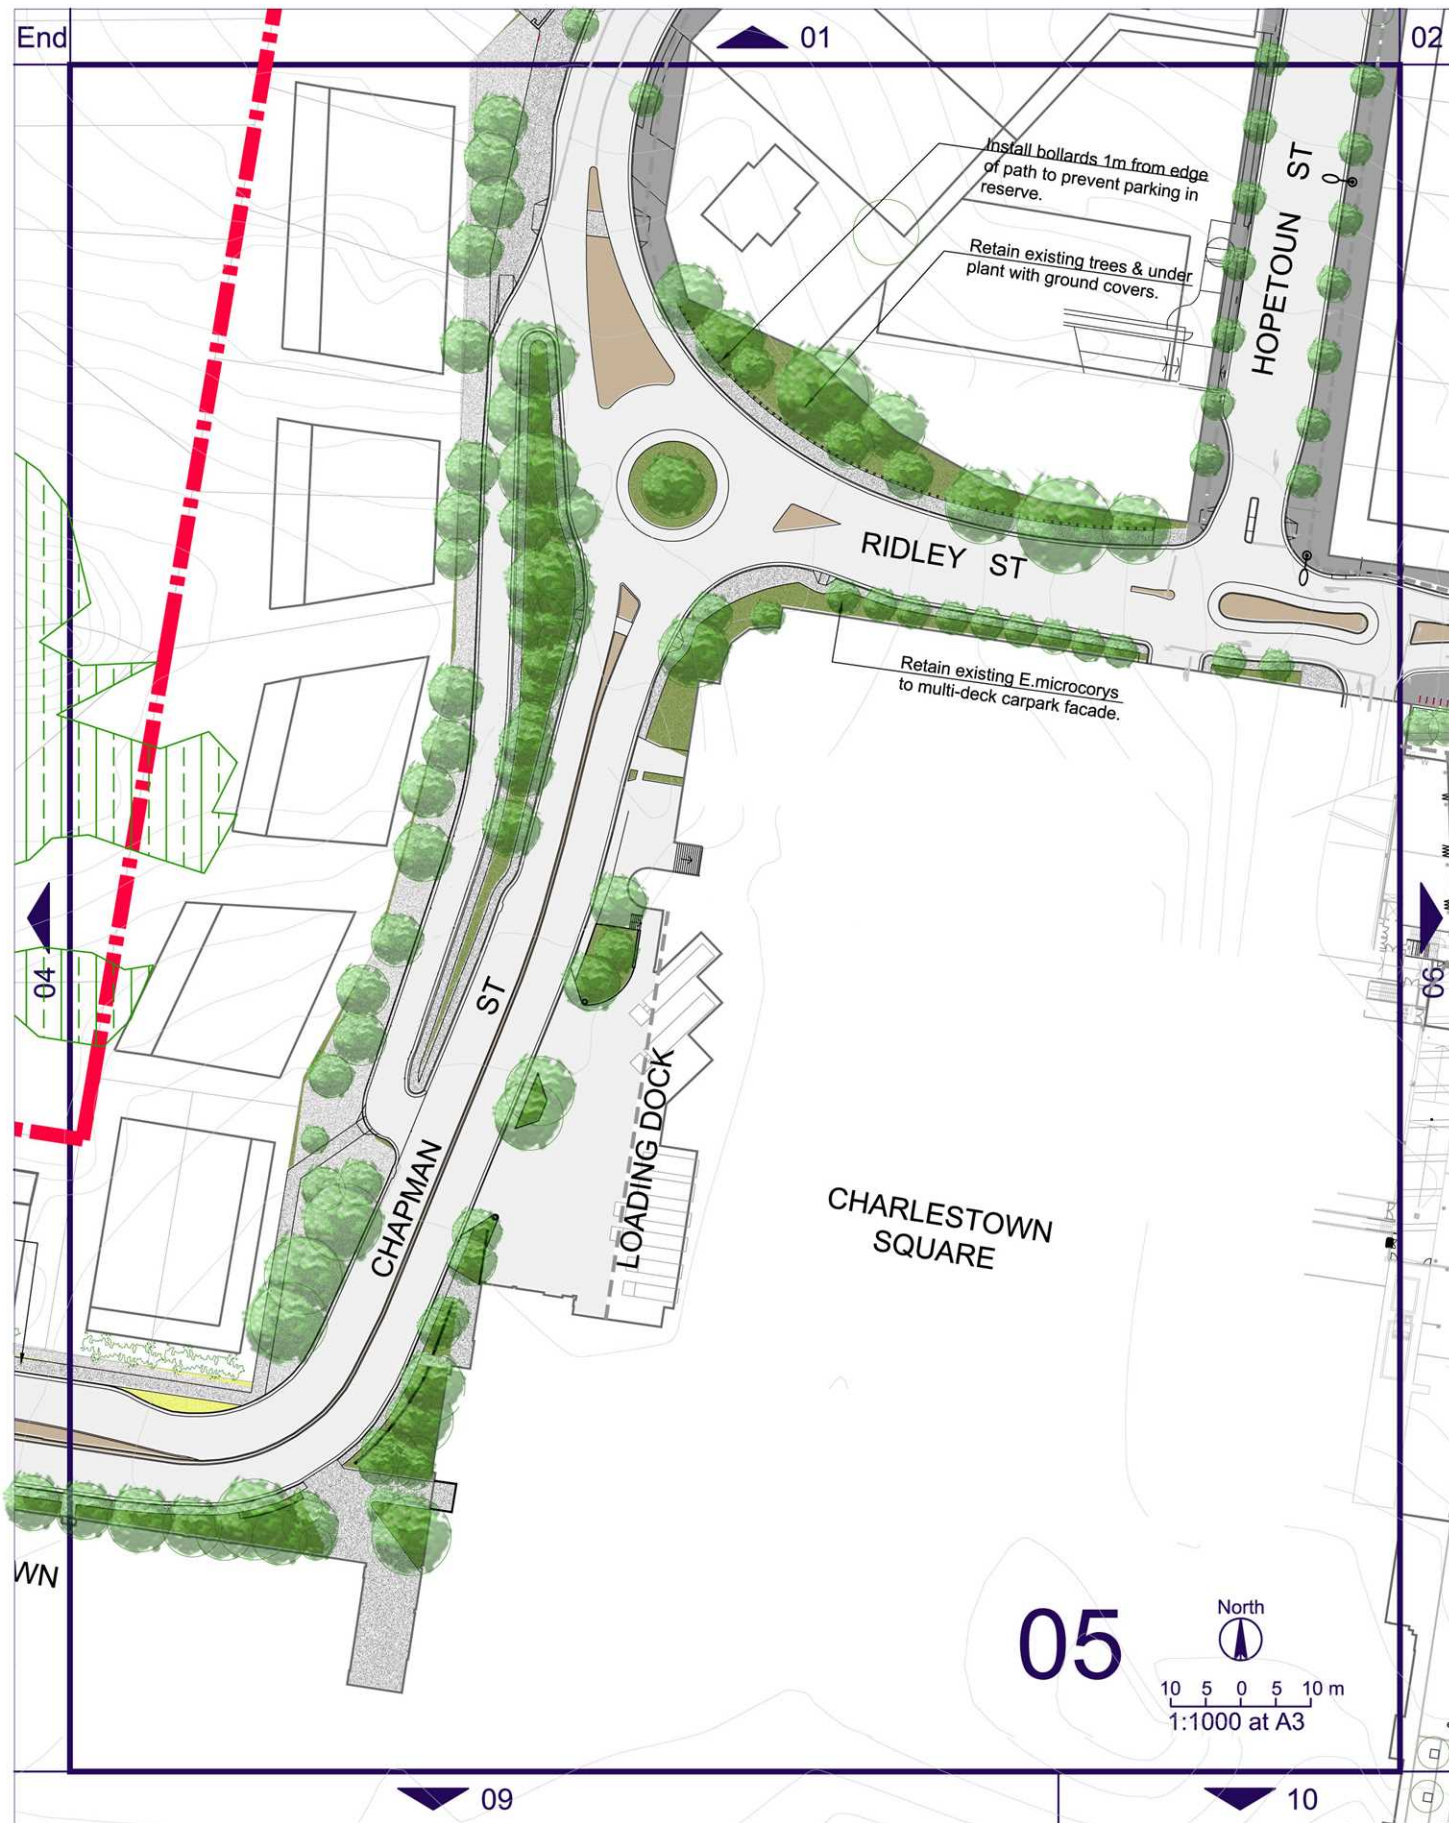 End
01
02
Install bollards 1m from edge
of path to prevent parking in
reserve.
Retain existing trees & under
plant with ground covers.
HOPETOUN ST
RIDLEY ST
Retain existing E.microcorys
to multi-deck carpark facade.
04
06
CHAPMAN ST
LOADING DOCK
CHARLESTOWN
SQUARE
WN
05
North
10 5 0 5 10 m
1:1000 at A3
09
10